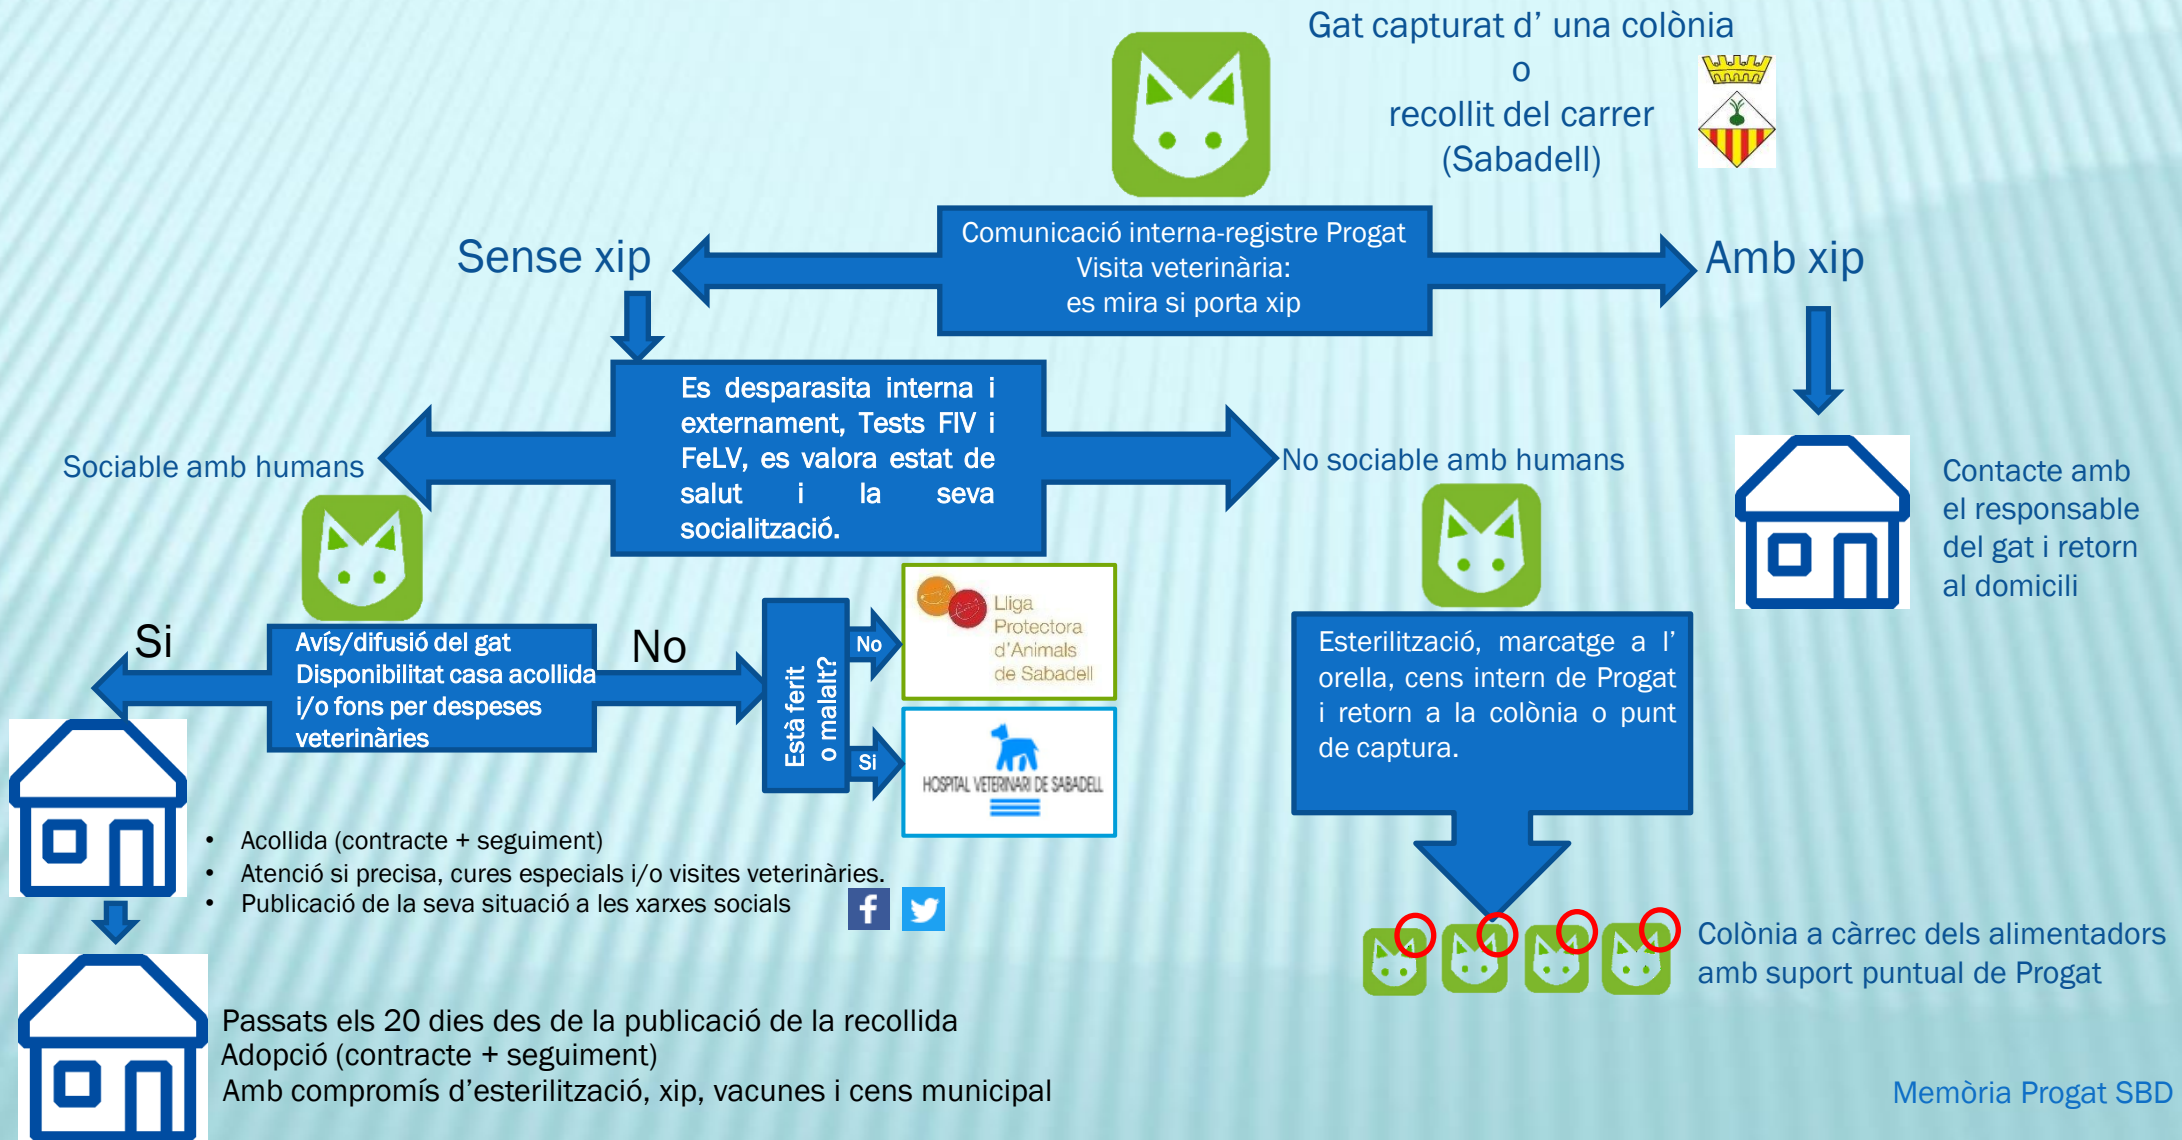 Gat capturat d’ una colònia
o
recollit del carrer
(Sabadell)
Comunicació interna-registre Progat
Visita veterinària:
es mira si porta xip
Sense xip
Amb xip
Es desparasita interna i
externament, Tests FIV i
FeLV, es valora estat de
salut i la seva
socialització.
Sociable amb humans
No sociable amb humans
Contacte amb
el responsable
del gat i retorn
al domicili
Si
Avís/difusió del gat
Disponibilitat casa acollida
i/o fons per despeses
veterinàries
No
Està ferit
o malalt?
No
Lliga
Protectora
d'Animals
de Sabadell
Si
HOSPITAL VETERINARI DE SABADELL
Esterilització, marcatge a l’
orella, cens intern de Progat
i retorn a la colònia o punt
de captura.
• Acollida (contracte + seguiment)
• Atenció si precisa, cures especials i/o visites veterinàries.
• Publicació de la seva situació a les xarxes socials
f
Colònia a càrrec dels alimentadors
amb suport puntual de Progat
Passats els 20 dies des de la publicació de la recollida
Adopció (contracte + seguiment)
Amb compromís d’esterilització, xip, vacunes i cens municipal
Memòria Progat SBD